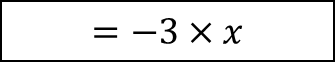 = −3 × x